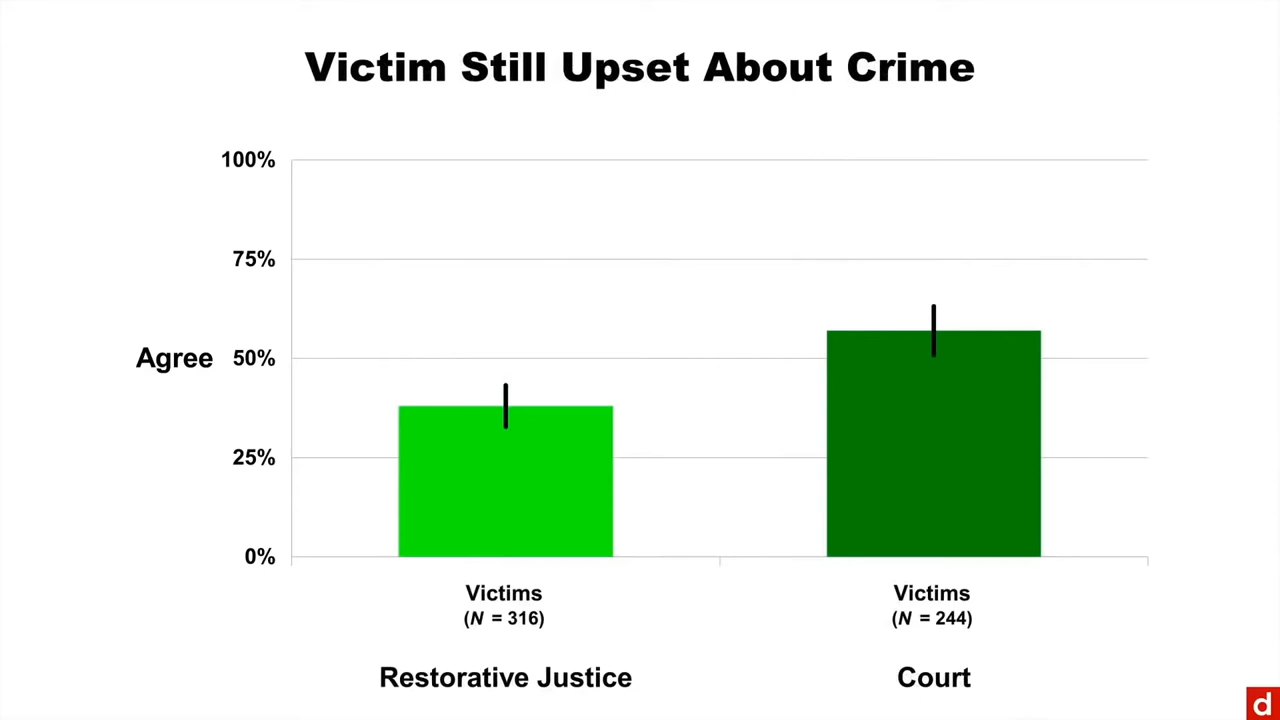 Victim Still Upset About Crime
100%
75%
Agree 50%
25%
0%
Victims Victims
(N = 316) (N = 244)
Restorative Justice Court
d